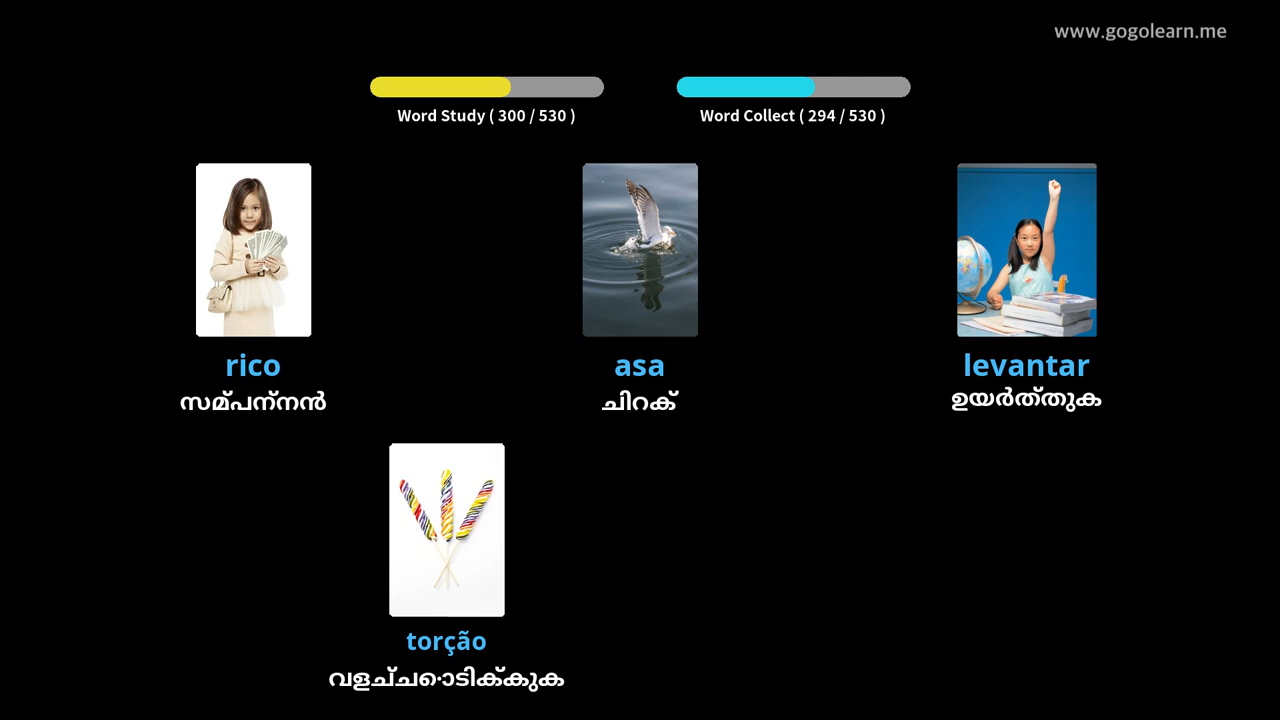 www.gogolearn.me
Word Study ( 300 / 530 )
Word Collect ( 294 / 530 )
rico
asa
levantar
സമ്പന്നൻ
ചിറക്
ഉയർത്തുക
torção
വളച്ചൊടിക്കുക